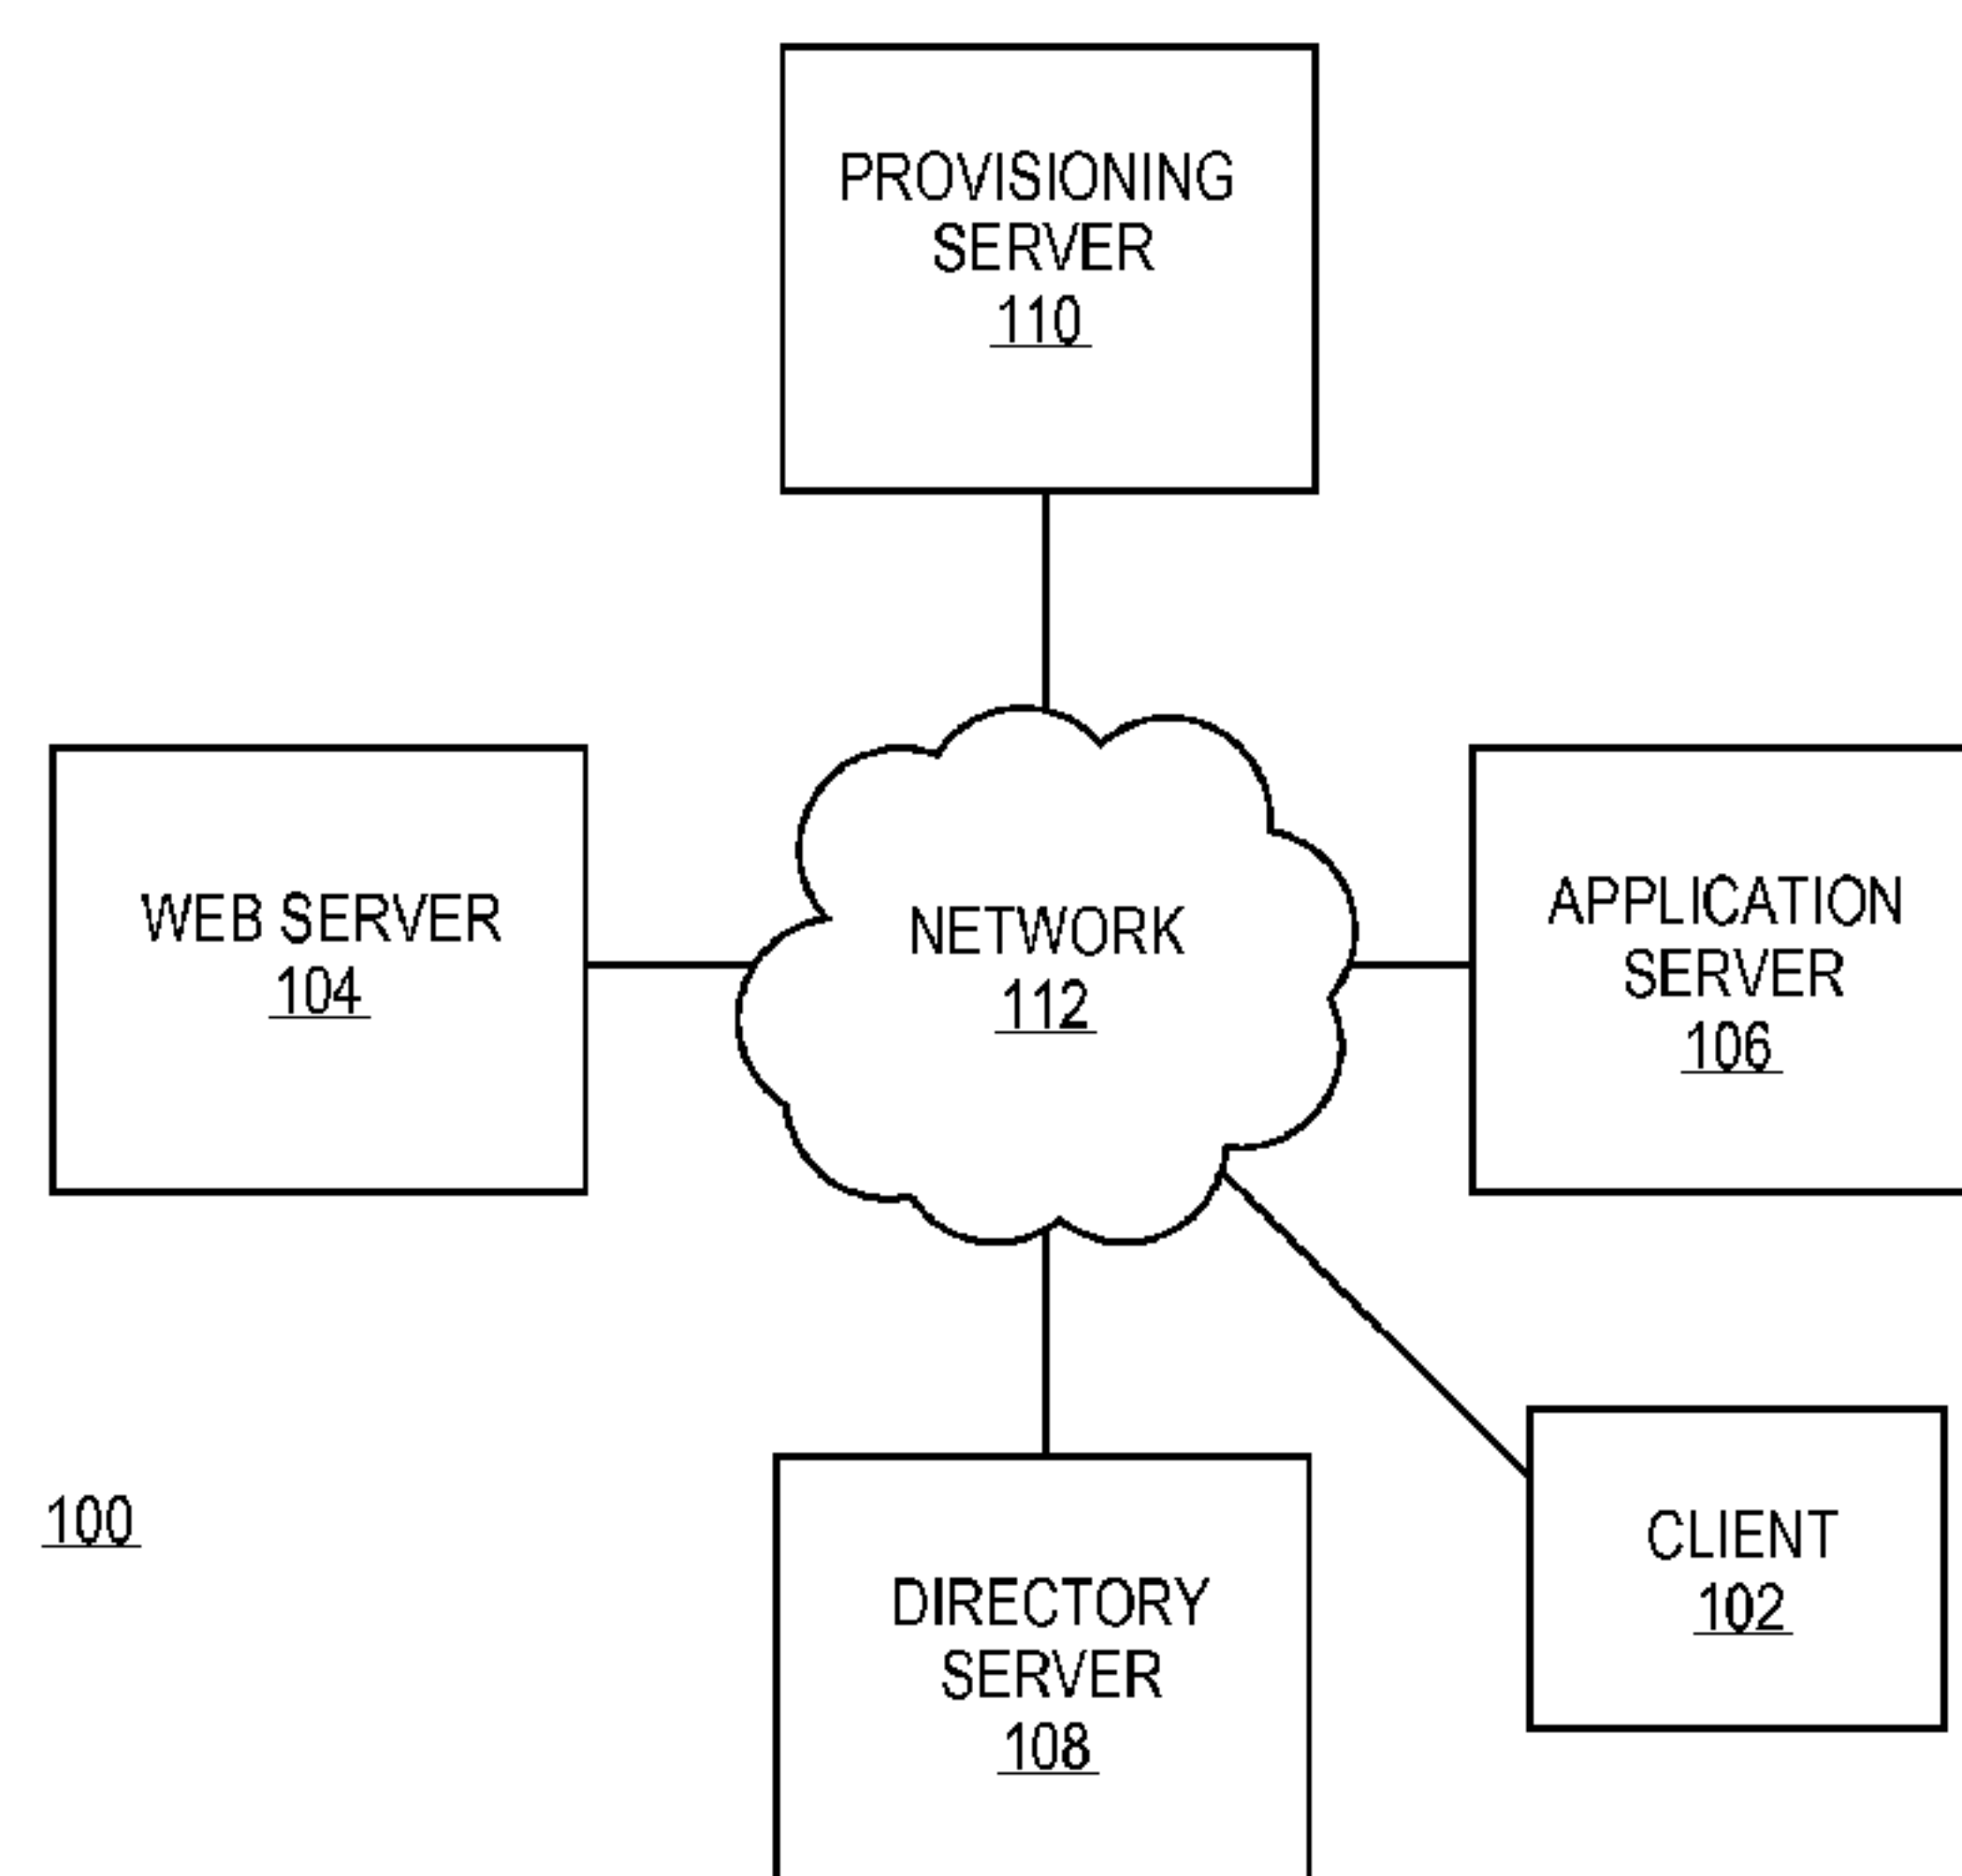 PROVISIONING
SERVER
110
WEB SERVER
104
NETWORK
112
APPLICATION
SERVER
106
100
DIRECTORY
SERVER
108
CLIENT
102